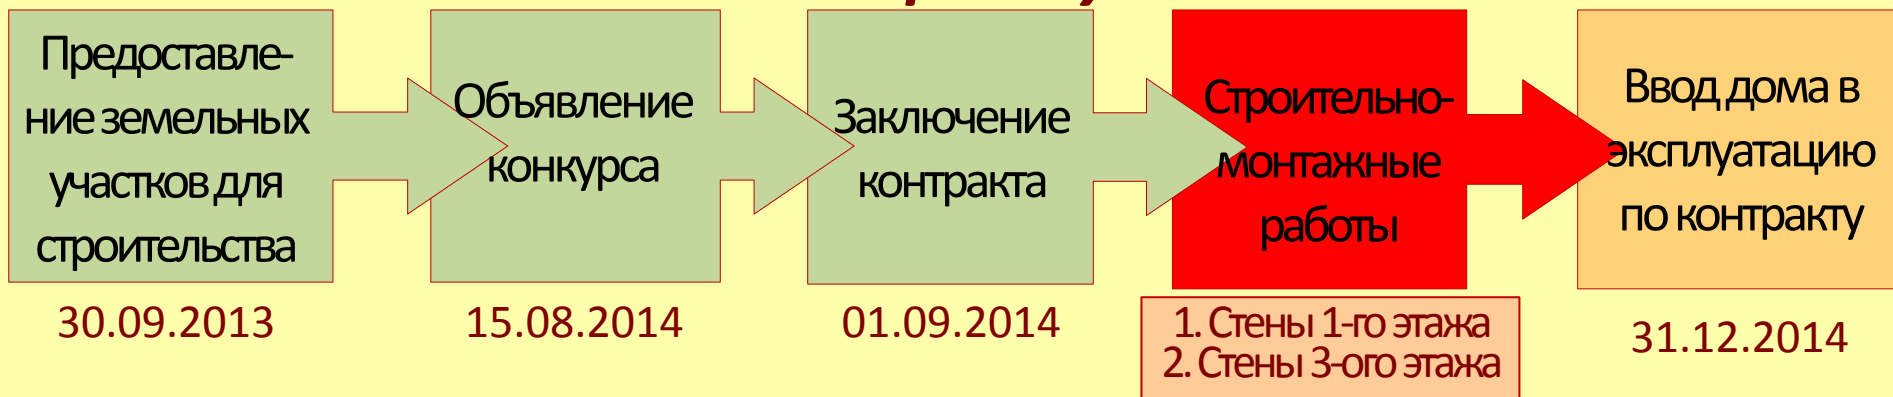 Предоставле-
ние земельных
участков для
строительства
30.09.2013
Объявление
конкурса
15.08.2014
Заключение
контракта
01.09.2014
Строительно-
монтажные
работы
1. Стены 1-го этажа
2. Стены 3-ого этажа
Ввод дома в
эксплуатацию
по контракту
31.12.2014